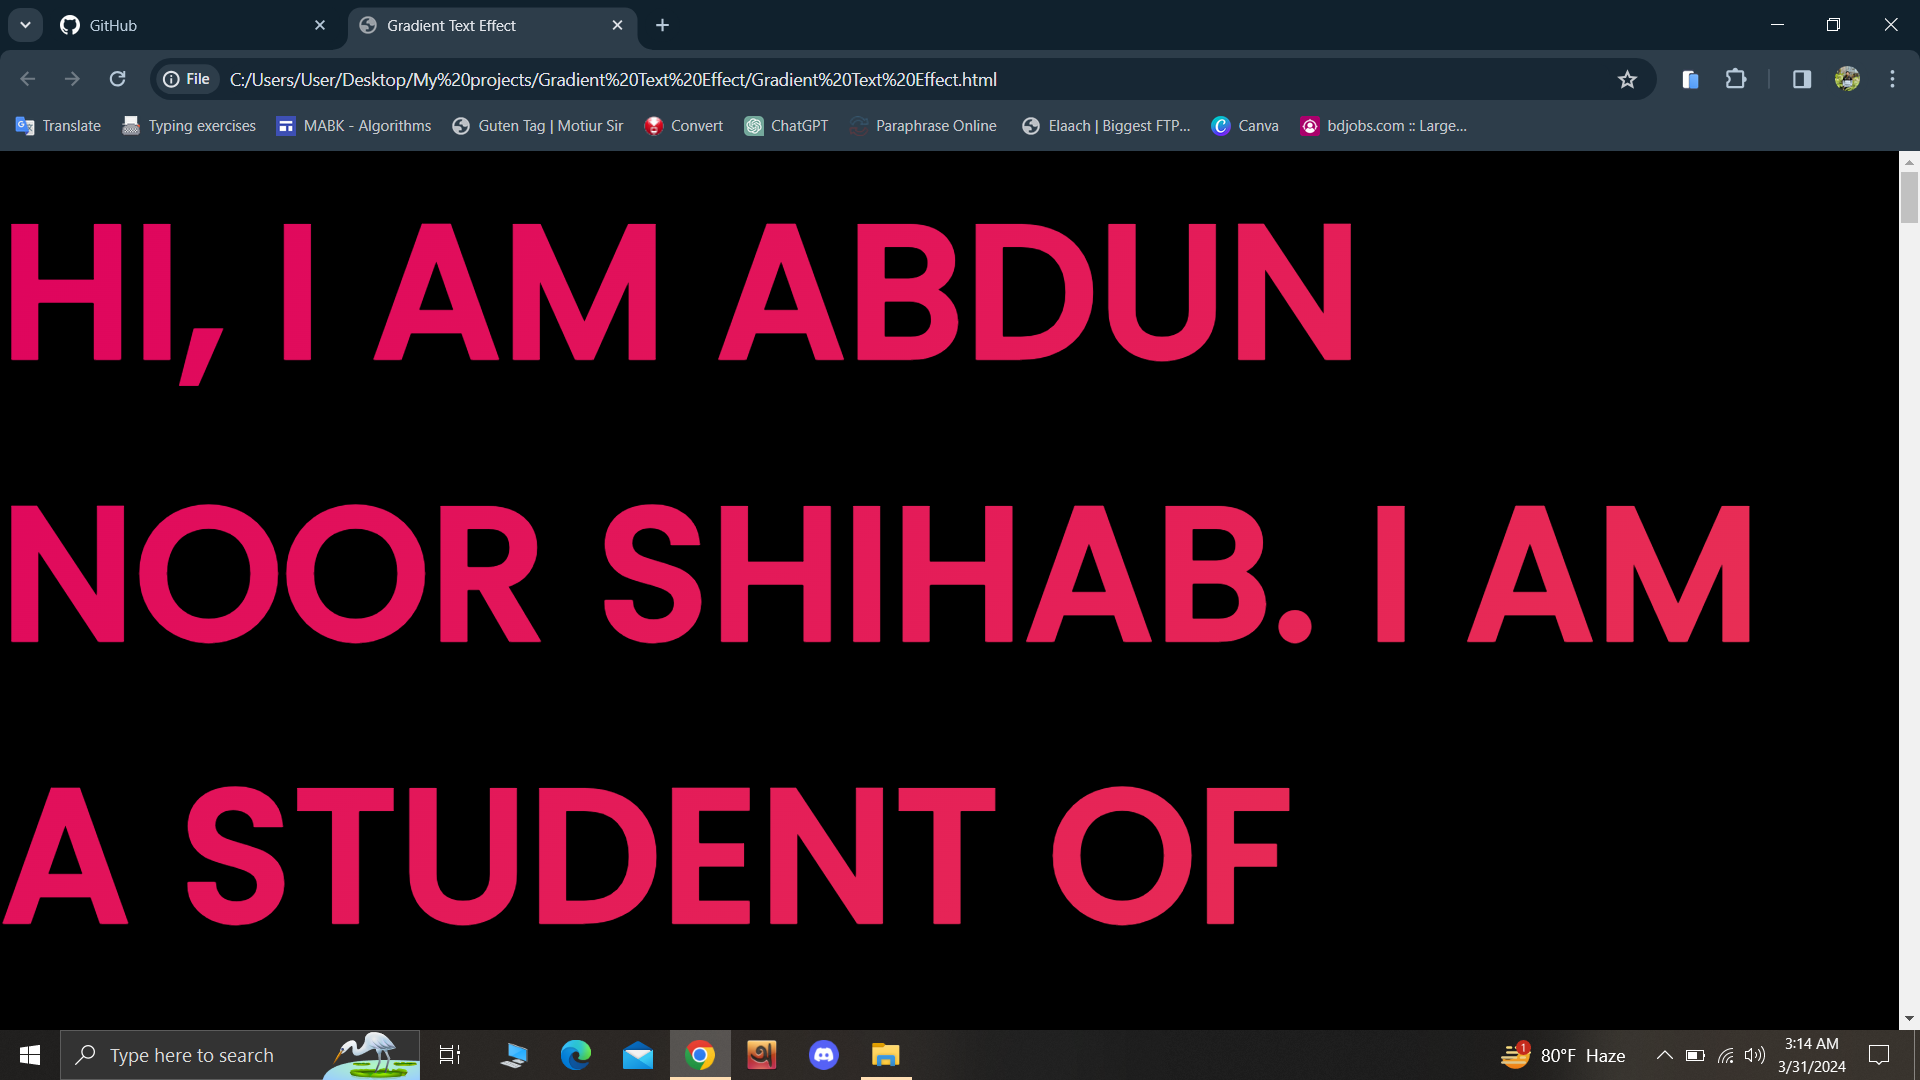 GitHub
Gradient Text Effect
File
C:/Users/User/Desktop/My%20projects/Gradient%20Text%20Effect/Gradient%20Text%20Effect.html
Translate
Typing exercises
MABK - Algorithms
Guten Tag | Motiur Sir
Convert
ChatGPT
Paraphrase Online
Elaach | Biggest FTP...
Canva
bdjobs.com :: Large...
HI, I AM ABDUN
NOOR SHIHAB. I AM
A STUDENT OF
Type here to search
1
80°F Haze
3:14 AM
3/31/2024